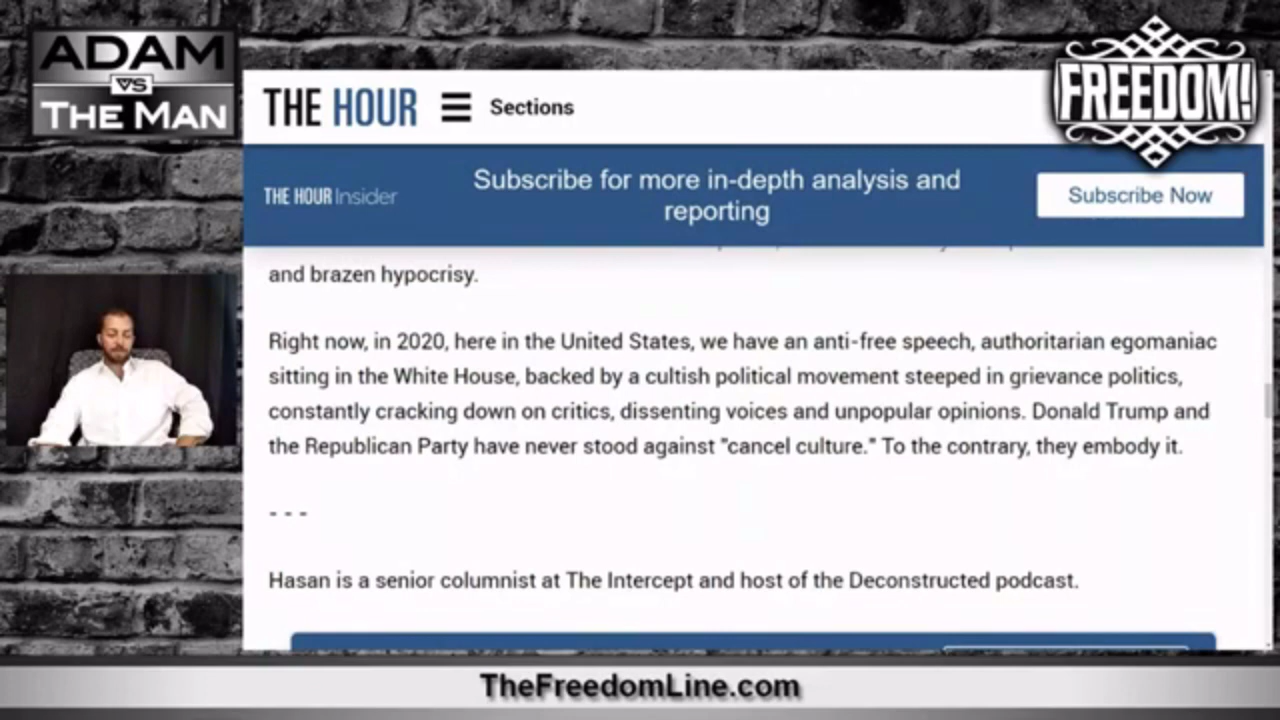 ADAM
VS
THE MAN
FREEDOM!
THE HOUR
Sections
THE HOUR Insider
Subscribe for more in-depth analysis and
reporting
Subscribe Now
and brazen hypocrisy.
Right now, in 2020, here in the United States, we have an anti-free speech, authoritarian egomaniac
sitting in the White House, backed by a cultish political movement steeped in grievance politics,
constantly cracking down on critics, dissenting voices and unpopular opinions. Donald Trump and
the Republican Party have never stood against "cancel culture." To the contrary, they embody it.
- - -
Hasan is a senior columnist at The Intercept and host of the Deconstructed podcast.
TheFreedomLine.com